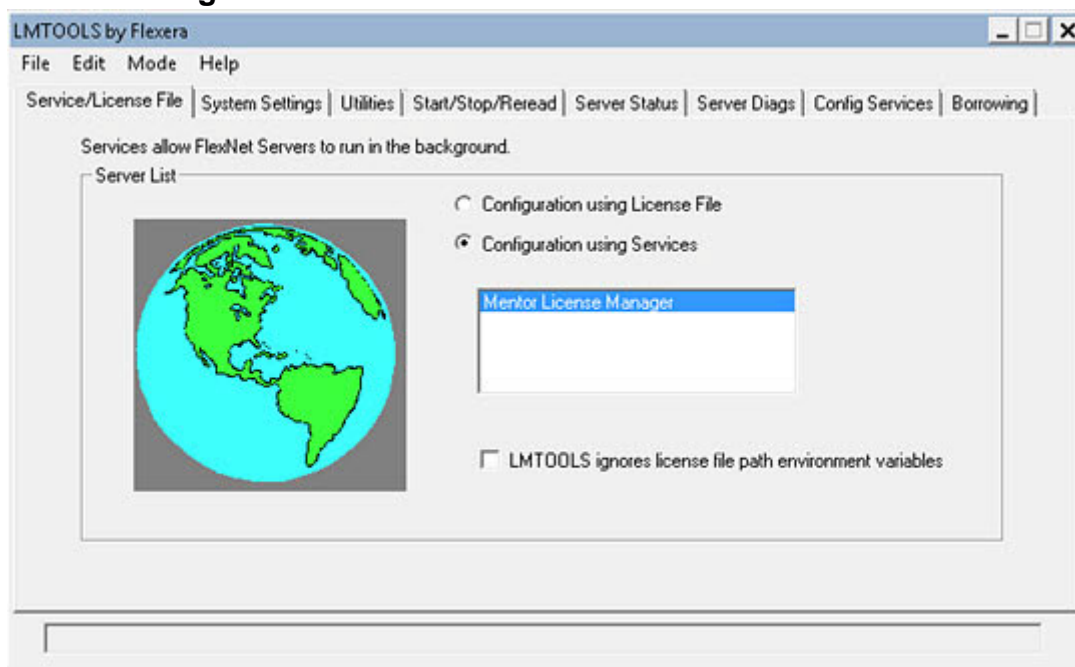 LMTOOLS by Flexera
File Edit Mode Help
Service/License File System Settings Utilities Start/Stop/Reread Server Status Server Diags Config Services Borrowing
Services allow FlexNet Servers to run in the background.
Server List
Configuration using License File
Configuration using Services
Mentor License Manager
LMTOOLS ignores license file path environment variables